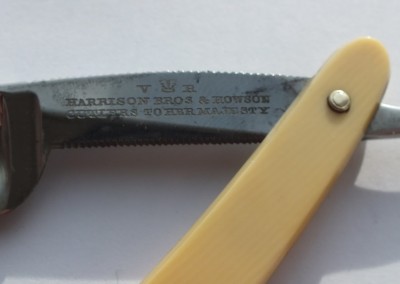 V R
HARRISON BROS & HOWSON
CUTLERS TO HER MAJESTY